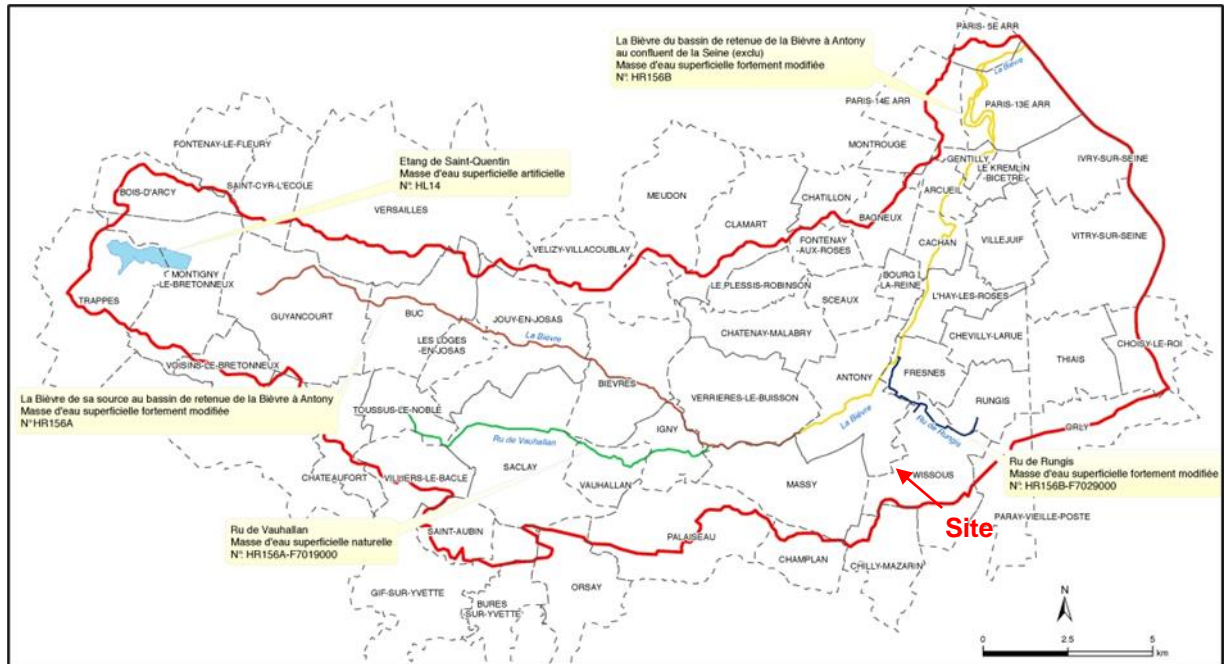 PARIS- 5E ARR
La Bièvre du bassin de retenue de la Bièvre à Antony
au confluent de la Seine (exclu)
Masse d'eau superficielle fortement modifiée
N°: HR156B
La Bièvre
PARIS-14E ARR
PARIS-13E ARR
FONTENAY-LE-FLEURY
MONTROUGE
Etang de Saint-Quentin
Masse d'eau superficielle artificielle
N°: HL14
GENTILLY
IVRY-SUR-SEINE
LE KREMLIN
-BICETRE
BOIS-D'ARCY
SAINT-CYR-L'ECOLE
ARCUEIL
MEUDON
CHATILLON
VERSAILLES
BAGNEUX
CLAMART
VITRY-SUR-SEINE
VILLEJUIF
FONTENAY
-AUX-ROSES
CACHAN
VELIZY-VILLACOUBLAY
MONTIGNY
-LE-BRETONNEUX
BOURG
-LA-REINE
LE PLESSIS-ROBINSON
L'HAY-LES-ROSES
TRAPPES
SCEAUX
GUYANCOURT
BUC
JOUY-EN-JOSAS
CHATENAY-MALABRY
CHEVILLY-LARUE
LES LOGES
-EN-JOSAS
La Bièvre
THIAIS
CHOISY-LE-ROI
VOISINS-LE-BRETONNEUX
FRESNES
ANTONY
BIEVRES
VERRIERES-LE-BUISSON
La Bièvre de sa source au bassin de retenue de la Bièvre à Antony
Masse d'eau superficielle fortement modifiée
N°HR156A
RUNGIS
TOUSSUS-LE-NOBLE
La Bièvre
Ru de Rungis
ORLY
IGNY
Ru de Vauhallan
SACLAY
Ru de Rungis
Masse d'eau superficielle fortement modifiée
N°: HR156B-F7029000
CHATEAUFORT
VILLIERS-LE-BACLE
WISSOUS
VAUHALLAN
MASSY
PARAY-VIEILLE-POSTE
Site
Ru de Vauhallan
Masse d'eau superficielle naturelle
N°: HR156A-F7019000
SAINT-AUBIN
PALAISEAU
CHAMPLAN
CHILLY-MAZARIN
ORSAY
GIF-SUR-YVETTE
BURES
-SUR-YVETTE
N
0 2.5 5
km